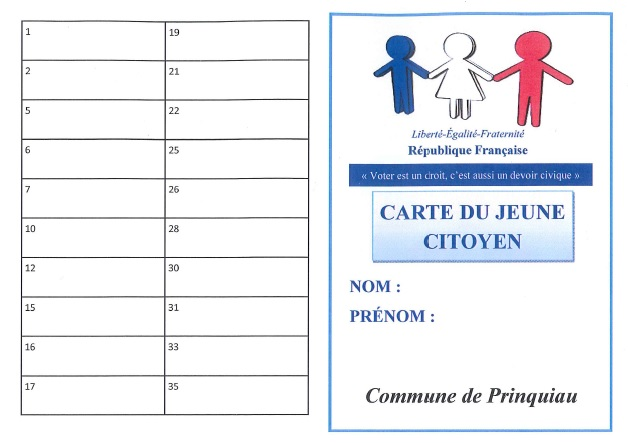 1 19
2 21
5 22
6 25
7 26
10 28
12 30
15 31
16 33
17 35
Liberté-Égalité-Fraternité
République Française
« Voter est un droit, c'est aussi un devoir civique »
CARTE DU JEUNE
CITOYEN
NOM :
PRÉNOM :
Commune de Prinquiau